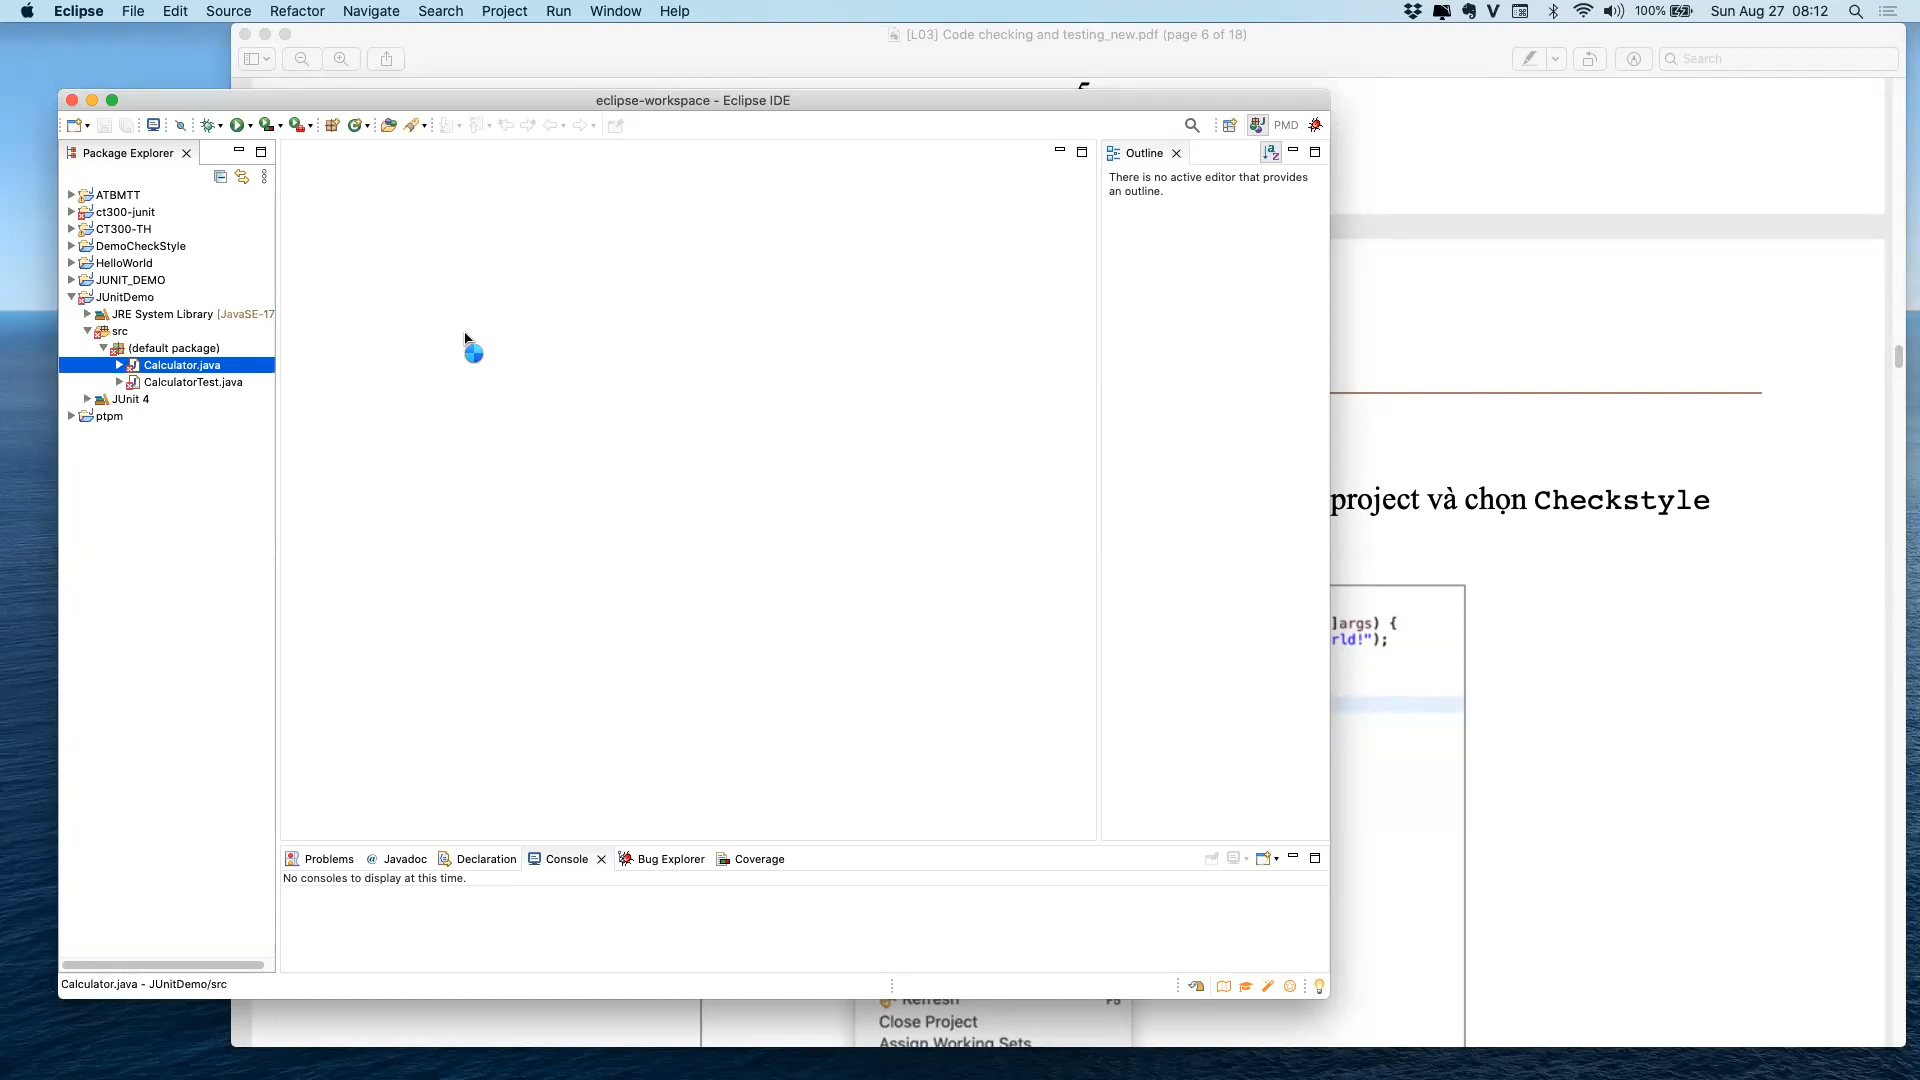 Eclipse File Edit Source Refactor Navigate Search Project Run Window Help
100% Sun Aug 27 08:12
[L03] Code checking and testing_new.pdf (page 6 of 18)
Search
eclipse-workspace - Eclipse IDE
PMD
Package Explorer
ATBMTT
ct300-junit
CT300-TH
DemoCheckStyle
HelloWorld
JUNIT_DEMO
JUnitDemo
JRE System Library [JavaSE-17
src
(default package)
Calculator.java
CalculatorTest.java
JUnit 4
ptpm
Outline
There is no active editor that provides
an outline.
project và chọn Checkstyle
]args) {
rld!");
Problems Javadoc Declaration Console Bug Explorer Coverage
No consoles to display at this time.
Calculator.java - JUnitDemo/src
Refresh F5
Close Project
Assign Working Sets